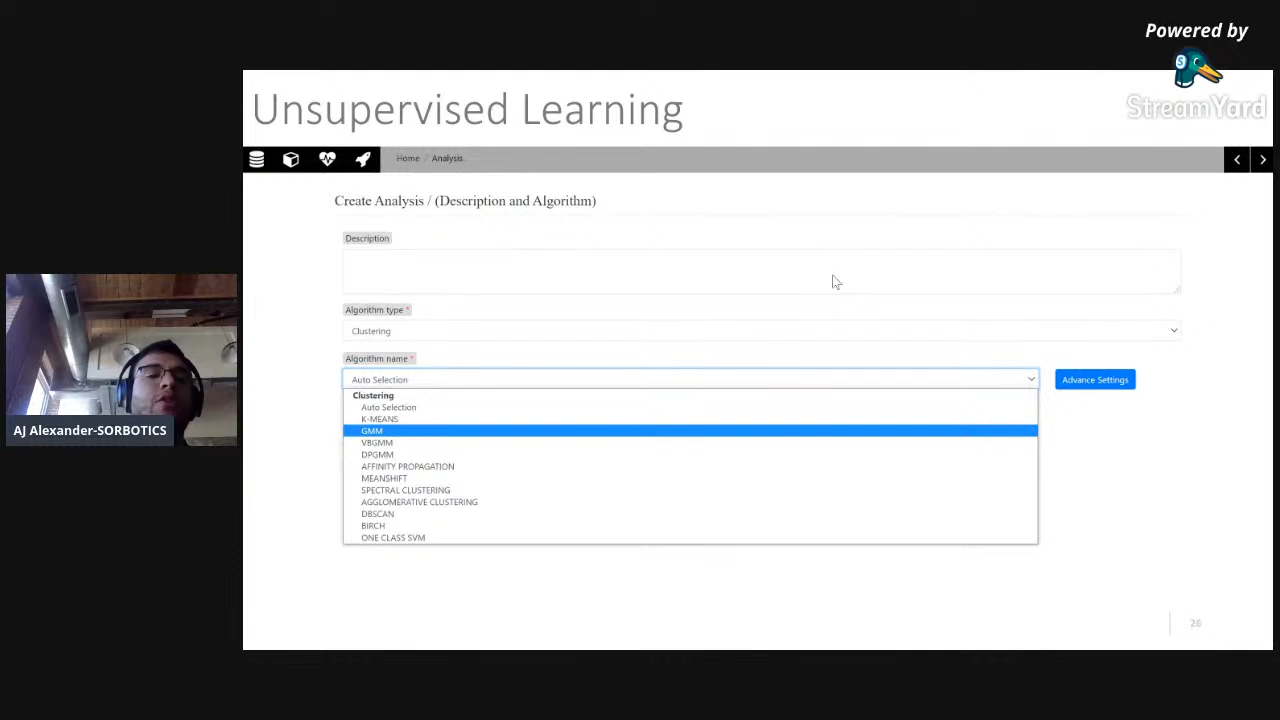 Powered by
StreamYard
Unsupervised Learning
Home / Analysis
Create Analysis / (Description and Algorithm)
Description
Algorithm type *
Clustering
Algorithm name *
Auto Selection
Advance Settings
Clustering
Auto Selection
K-MEANS
GMM
VBGMM
DPGMM
AFFINITY PROPAGATION
MEANSHIFT
SPECTRAL CLUSTERING
AGGLOMERATIVE CLUSTERING
DBSCAN
BIRCH
ONE CLASS SVM
AJ Alexander-SORBOTICS
26